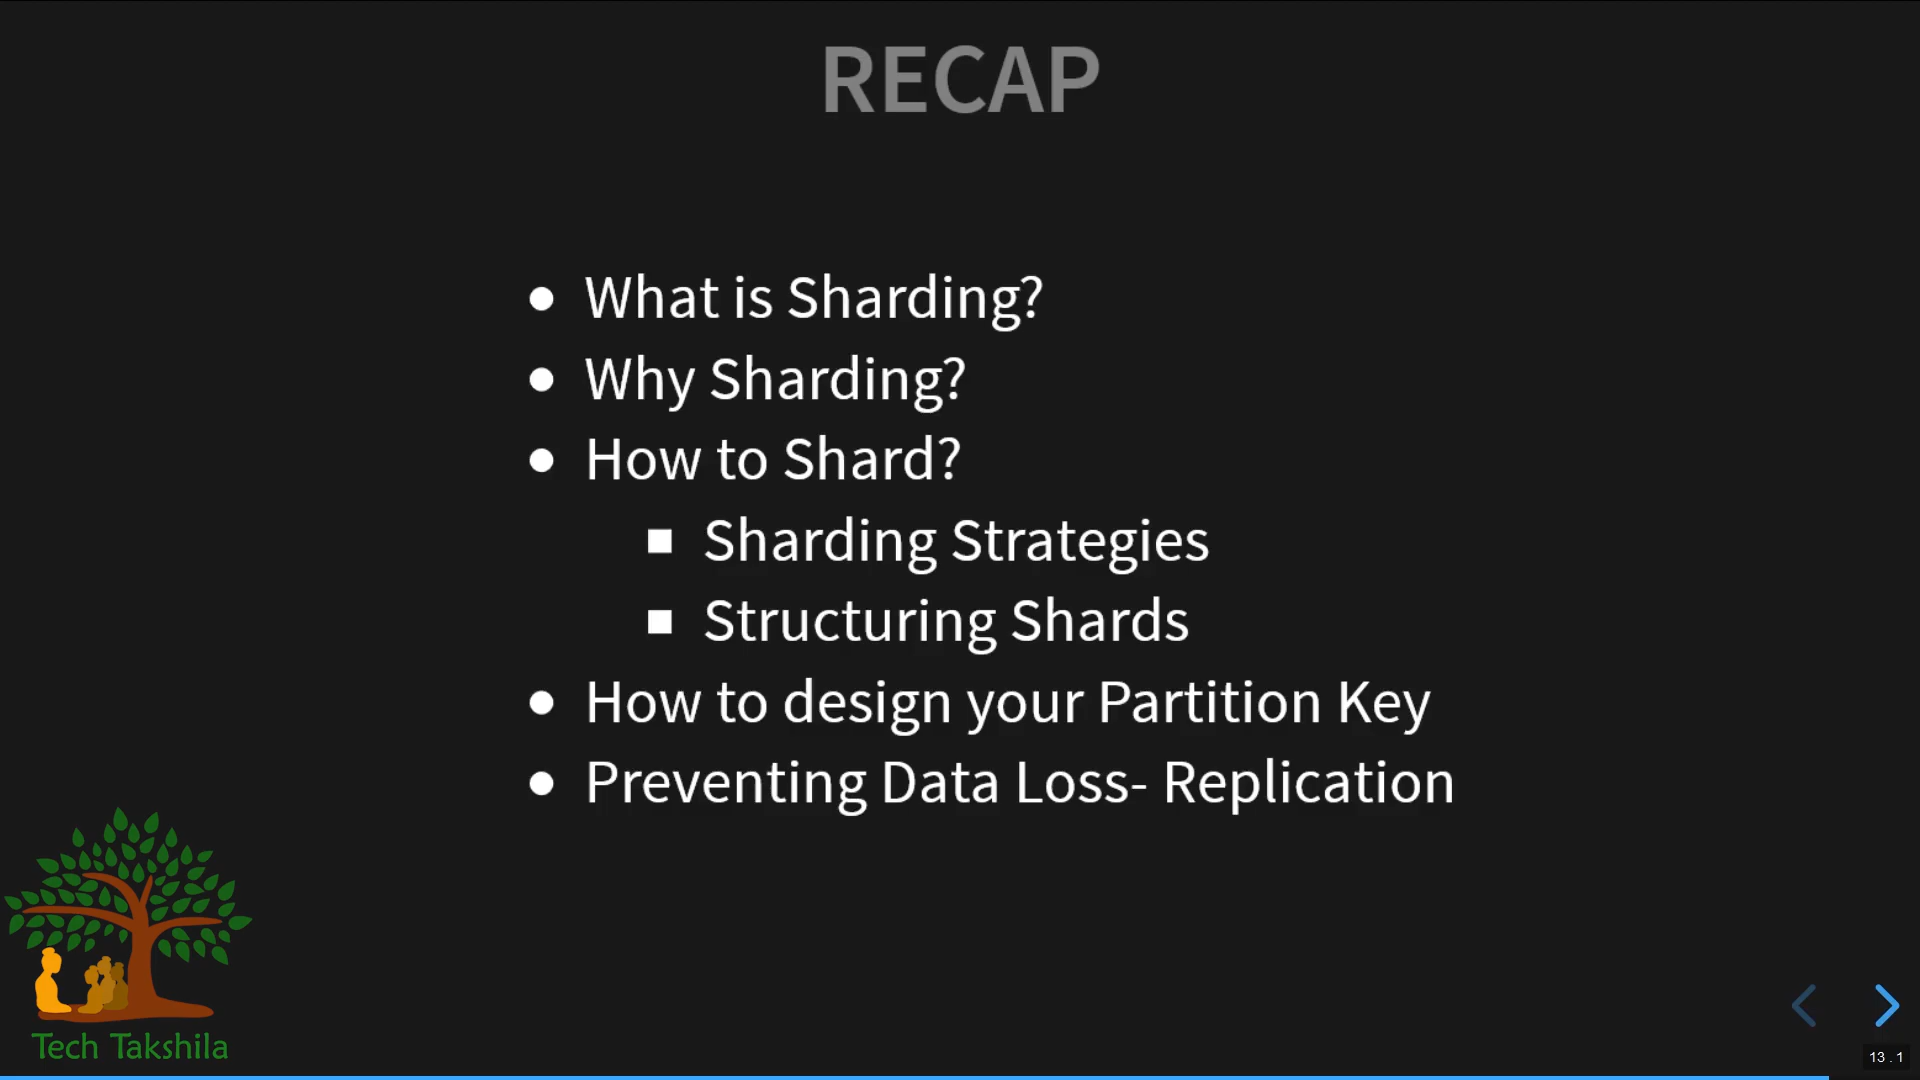 RECAP
What is Sharding?
Why Sharding?
How to Shard?
Sharding Strategies
Structuring Shards
How to design your Partition Key
Preventing Data Loss- Replication
Tech Takshila
13 . 1